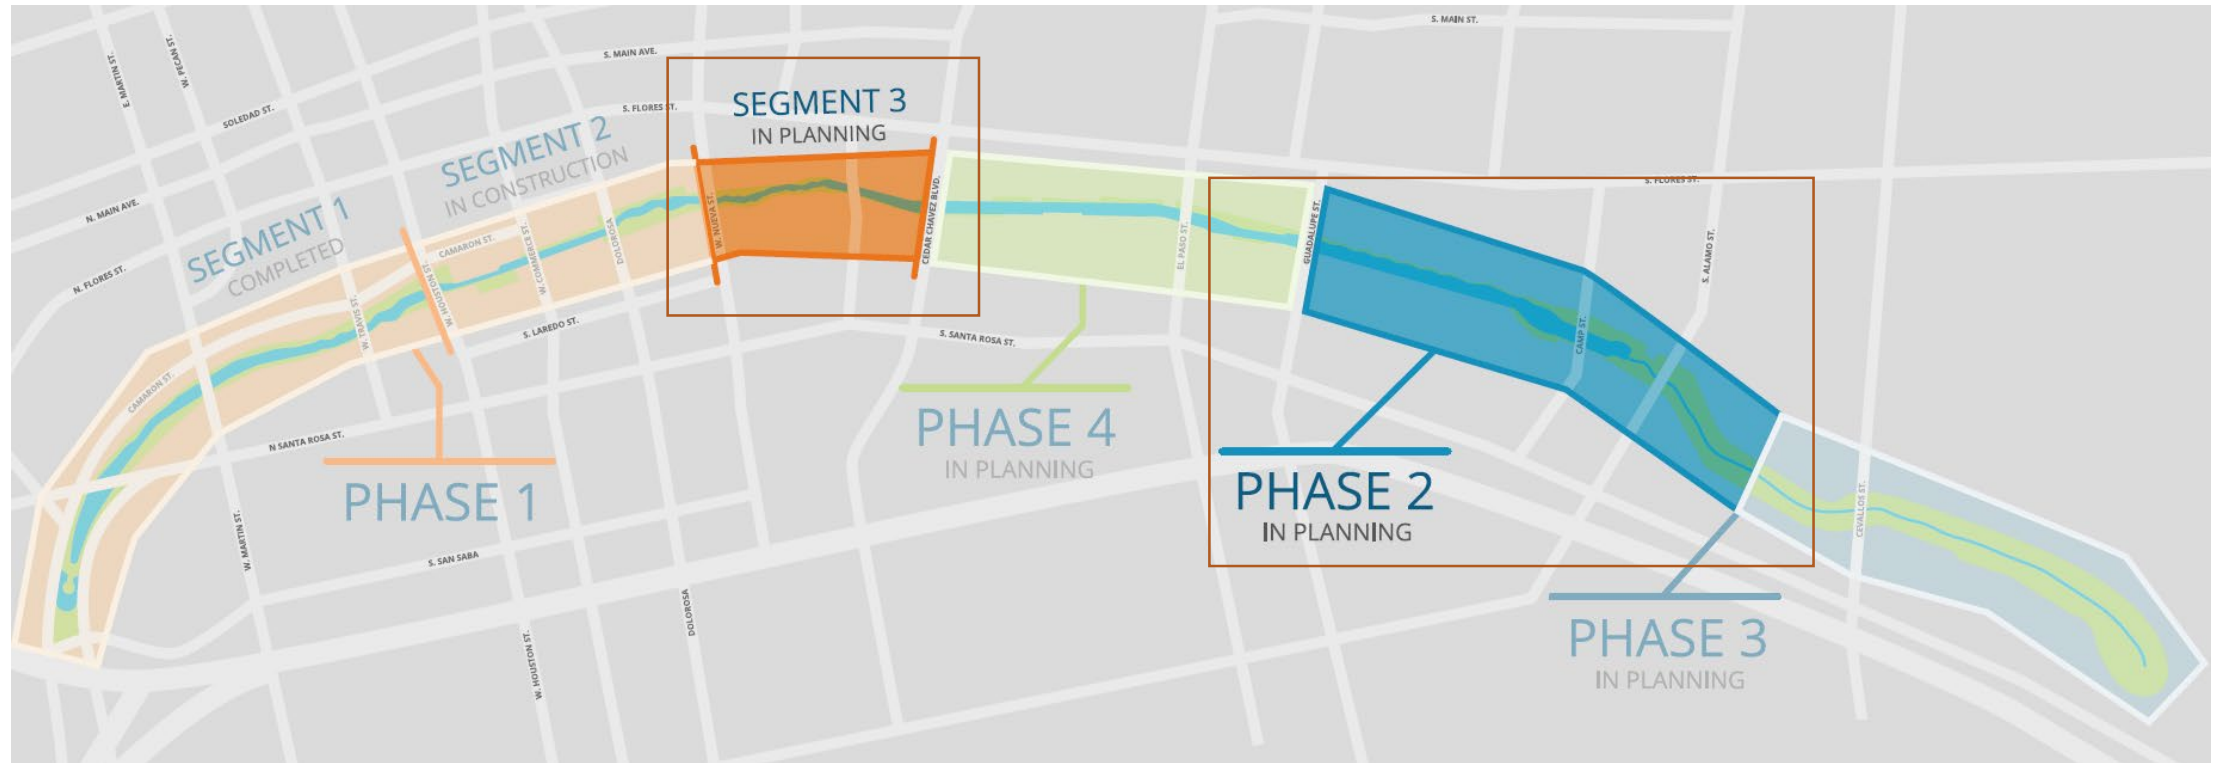 S. MAIN ST.
E. MARTIN ST.
W. PECAN ST.
S. MAIN AVE.
SOLEDAD ST.
S. FLORES ST.
SEGMENT 3
IN PLANNING
SEGMENT 2
IN CONSTRUCTION
SEGMENT 1
COMPLETED
N. MAIN AVE.
N. FLORES ST.
CAMARON ST.
W. TRAVIS ST.
W. HOUSTON ST.
W. COMMERCE ST.
DOLOROSA
W. NUEVA ST.
CEDAR CHAVEZ BLVD.
EL PASO ST.
GUADALUPE ST.
S. FLORES ST.
S. ALAMO ST.
CAMP ST.
S. LAREDO ST.
S. SANTA ROSA ST.
CAMARON ST.
N SANTA ROSA ST.
PHASE 1
PHASE 4
IN PLANNING
PHASE 2
IN PLANNING
CEVALLOS ST.
W. MARTIN ST.
S. SAN SABA
DOLOROSA
W. HOUSTON ST.
PHASE 3
IN PLANNING